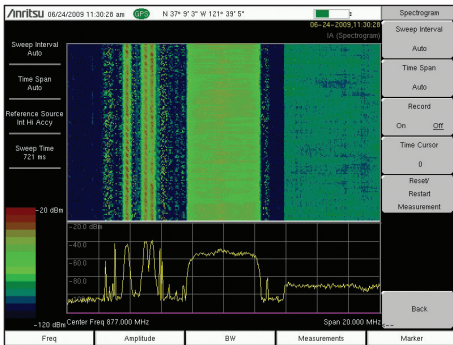 Anritsu 06/24/2009 11:30:28 am GPS N 37° 9' 3" W 121° 39' 5"
Spectrogram
06-24-2009,11:30:20
IA (Spectrogram)
Sweep Interval
Auto
Time Span
Auto
Reference Source
Int Hi Accy
Sweep Time
721 ms
-20 dBm
-120 dBm
-20.0 dBm
-40.0
-60.0
-80.0
Center Freq 877.000 MHz
Span 20.000 MHz
Sweep Interval
Auto
Time Span
Auto
Record
On Off
Time Cursor
0
Reset/
Restart
Measurement
Back
Freq
Amplitude
BW
Measurements
Marker